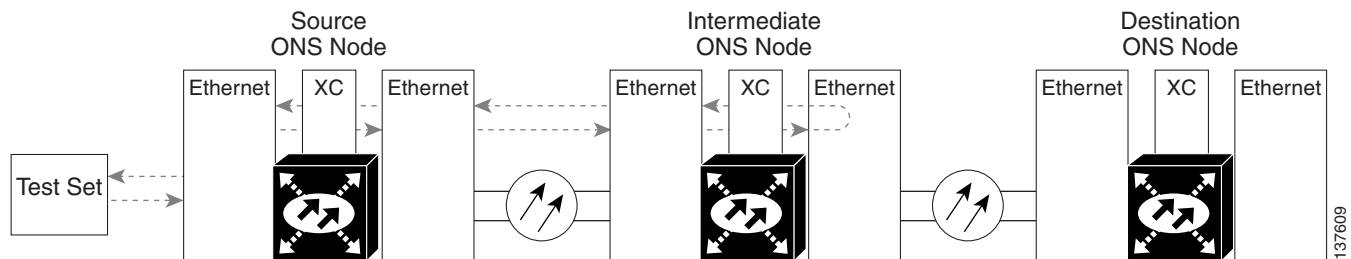 Source
ONS Node
Intermediate
ONS Node
Destination
ONS Node
Ethernet XC Ethernet
Ethernet XC Ethernet
Ethernet XC Ethernet
Test Set
137609